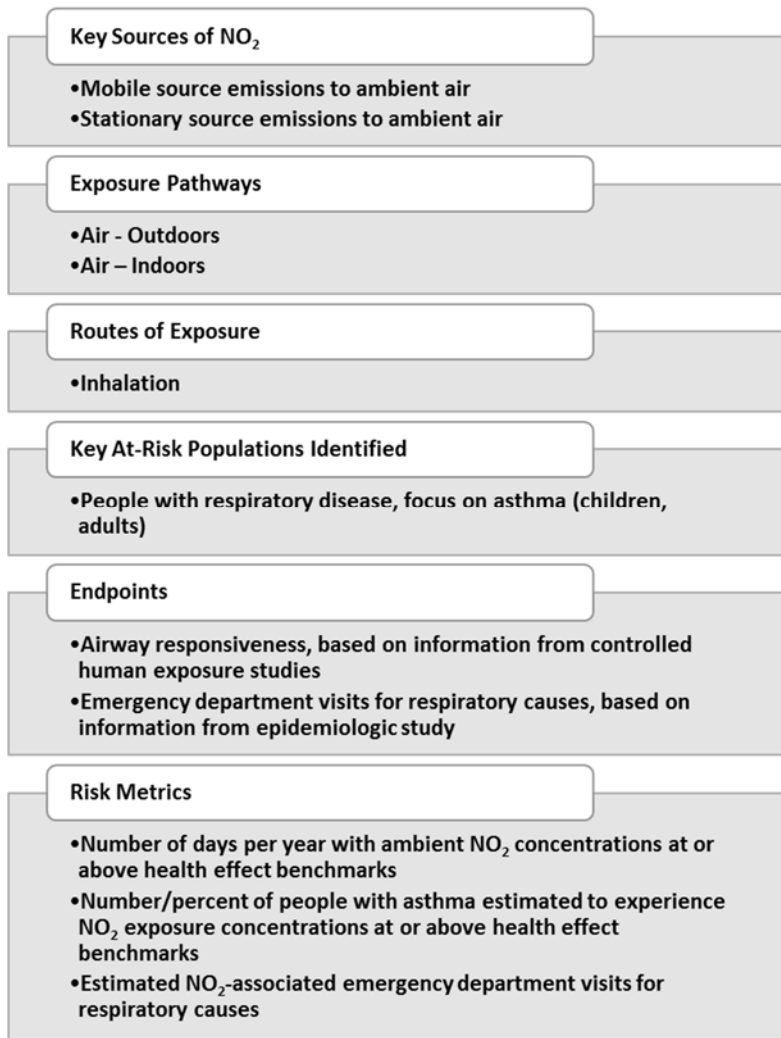 Key Sources of NO₂
•Mobile source emissions to ambient air
•Stationary source emissions to ambient air
Exposure Pathways
•Air - Outdoors
•Air – Indoors
Routes of Exposure
•Inhalation
Key At-Risk Populations Identified
•People with respiratory disease, focus on asthma (children,
adults)
Endpoints
•Airway responsiveness, based on information from controlled
human exposure studies
•Emergency department visits for respiratory causes, based on
information from epidemiologic study
Risk Metrics
•Number of days per year with ambient NO₂ concentrations at or
above health effect benchmarks
•Number/percent of people with asthma estimated to experience
NO₂ exposure concentrations at or above health effect
benchmarks
•Estimated NO₂-associated emergency department visits for
respiratory causes